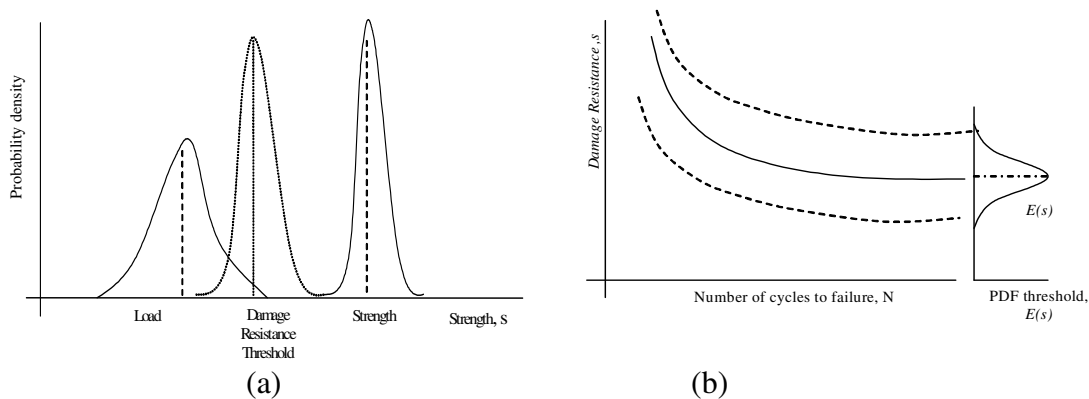 Probability density
Load
Damage
Resistance
Threshold
Strength
Strength, s
(a)
Damage Resistance ,s
Number of cycles to failure, N
E(s)
PDF threshold,
E(s)
(b)